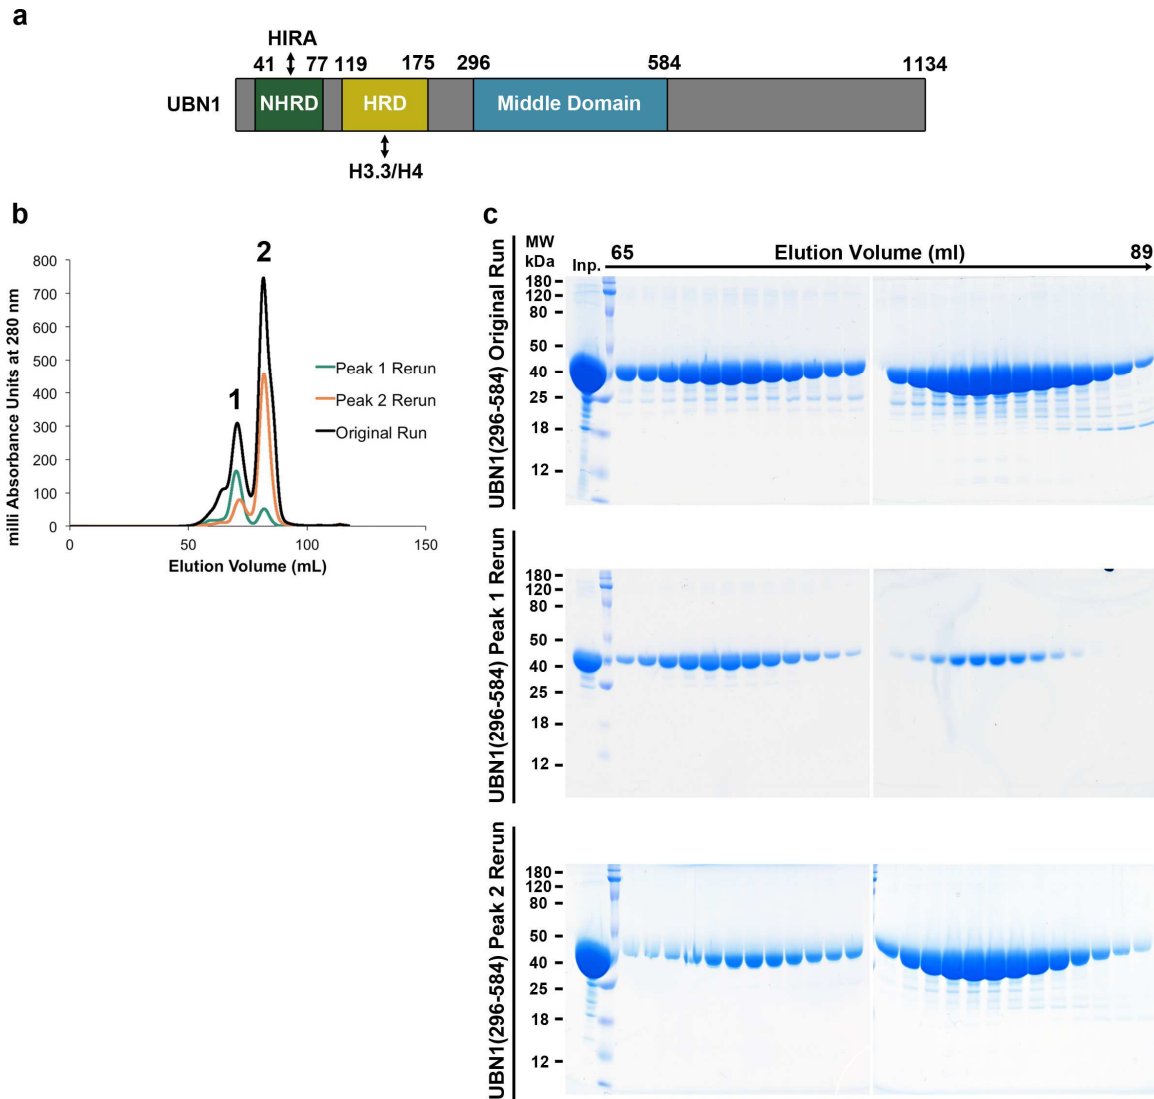 a
HIRA
41 77 119 175 296 584 1134
UBN1 NHRD HRD Middle Domain
H3.3/H4
b
1
2
milli Absorbance Units at 280 nm
800
700
600
500
400
300
200
100
0
0 50 100 150
Elution Volume (mL)
Peak 1 Rerun
Peak 2 Rerun
Original Run
c
MW
kDa
Inp.
65 Elution Volume (ml) 89
UBN1(296-584) Original Run
180
120
80
50
40
25
18
12
UBN1(296-584) Peak 1 Rerun
180
120
80
50
40
25
18
12
UBN1(296-584) Peak 2 Rerun
180
120
80
50
40
25
18
12